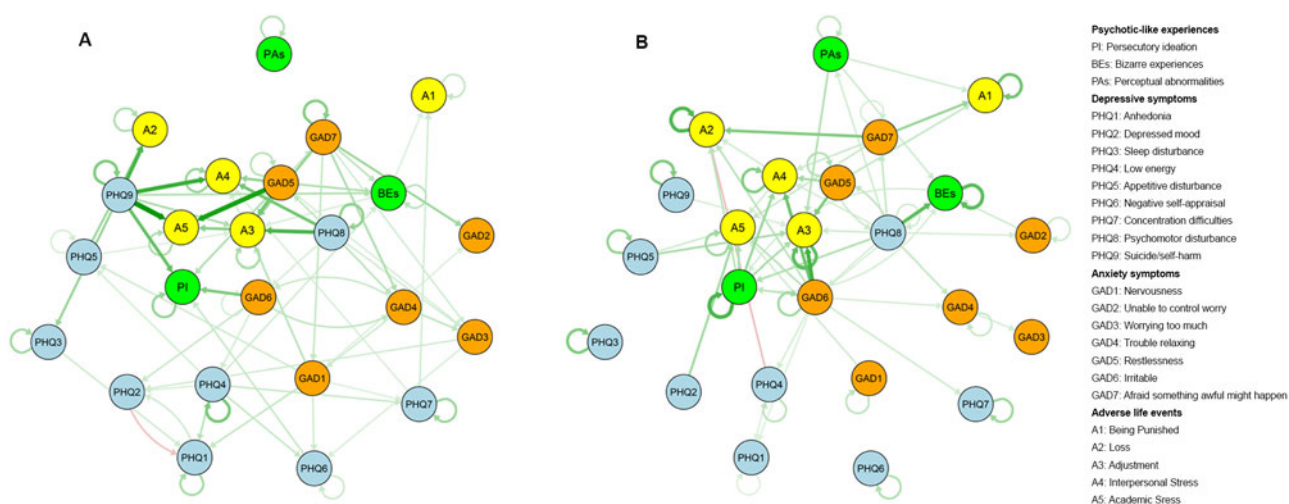 A
PAs
A1
A2
GAD7
A4
GAD5
PHQ9
BEs
A5
A3
PHQ8
GAD2
PHQ5
PI
GAD6
GAD4
PHQ3
GAD3
GAD1
PHQ2
PHQ4
PHQ7
PHQ1
PHQ6
B
PAs
A1
A2
GAD7
A4
GAD5
PHQ9
BEs
A5
A3
PHQ8
GAD2
PHQ5
PI
GAD6
GAD4
PHQ3
GAD3
GAD1
PHQ2
PHQ4
PHQ7
PHQ1
PHQ6
Psychotic-like experiences
PI: Persecutory ideation
BEs: Bizarre experiences
PAs: Perceptual abnormalities
Depressive symptoms
PHQ1: Anhedonia
PHQ2: Depressed mood
PHQ3: Sleep disturbance
PHQ4: Low energy
PHQ5: Appetitive disturbance
PHQ6: Negative self-appraisal
PHQ7: Concentration difficulties
PHQ8: Psychomotor disturbance
PHQ9: Suicide/self-harm
Anxiety symptoms
GAD1: Nervousness
GAD2: Unable to control worry
GAD3: Worrying too much
GAD4: Trouble relaxing
GAD5: Restlessness
GAD6: Irritable
GAD7: Afraid something awful might happen
Adverse life events
A1: Being Punished
A2: Loss
A3: Adjustment
A4: Interpersonal Stress
A5: Academic Sress